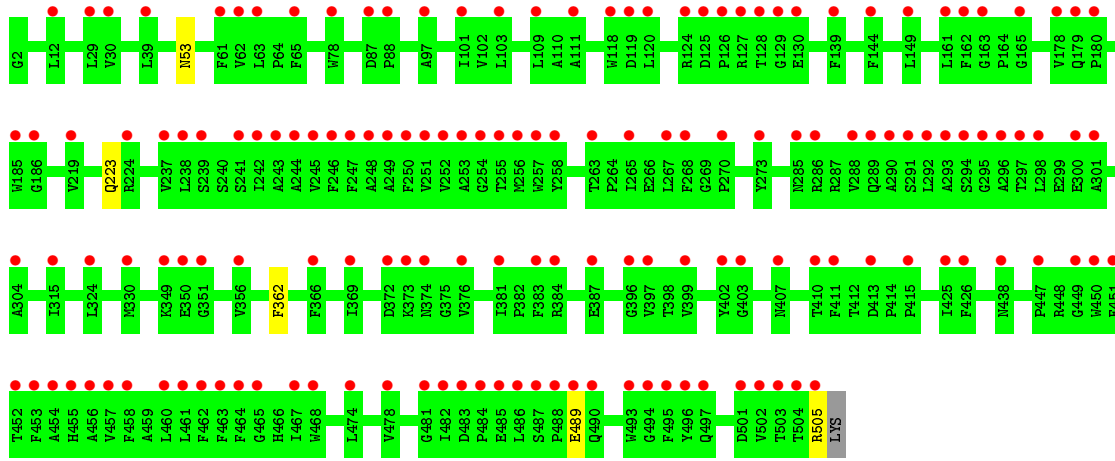 G2 L12 L29 V30 L39 N53 F61 V62 L63 P64 F65 W78 D87 P88 A97 I101 V102 L103 L109 A110 A111 W118 D119 L120 R124 D125 P126 R127 T128 G129 E130 F139 F144 L149 L161 F162 G163 P164 G165 V178 Q179 P180
W185 G186 V219 Q223 R224 V237 L238 S239 S240 S241 I242 A243 A244 V245 F246 F247 A248 A249 F250 V251 V252 A253 G254 T255 M256 W257 Y258 T263 P264 I265 E266 L267 F268 G269 P270 Y273 N285 R286 R287 V288 Q289 A290 S291 L292 A293 S294 G295 A296 T297 L298 E299 E300 A301
A304 I315 L324 M330 K349 E350 G351 V356 F362 F366 I369 D372 K373 N374 G375 V376 I381 P382 F383 R384 E387 G396 V397 T398 V399 Y402 G403 N407 T410 F411 T412 D413 P414 P415 I425 F426 N438 P447 R448 G449 W450
T452 F453 A454 H455 A456 V457 F458 A459 L460 L461 F462 F463 F464 G465 H466 I467 W468 L474 V478 G481 I482 D483 P484 E485 L486 S487 P488 E489 Q490 W493 G494 F495 Y496 Q497 D501 V502 T503 T504 R505 LYS